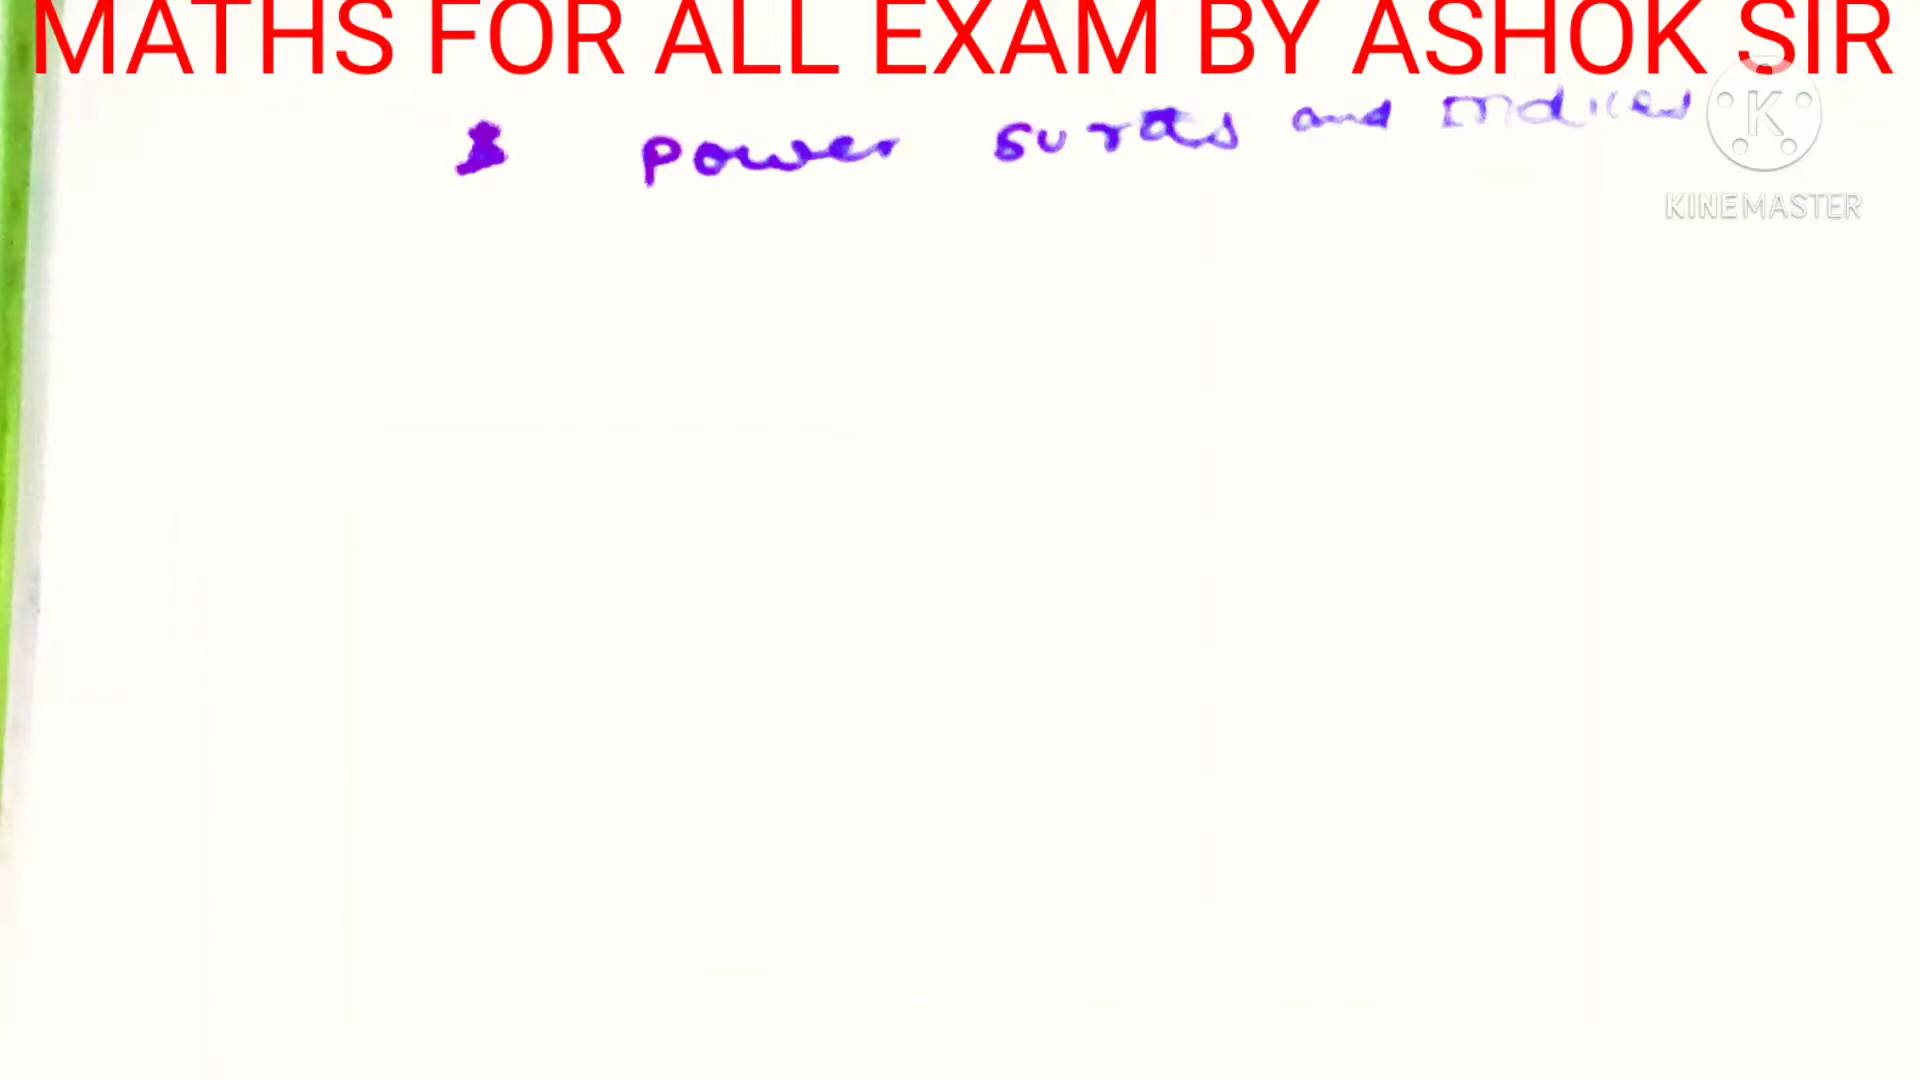 MATHS FOR ALL EXAM BY ASHOK SIR
power surds and Indices
K
KINEMASTER